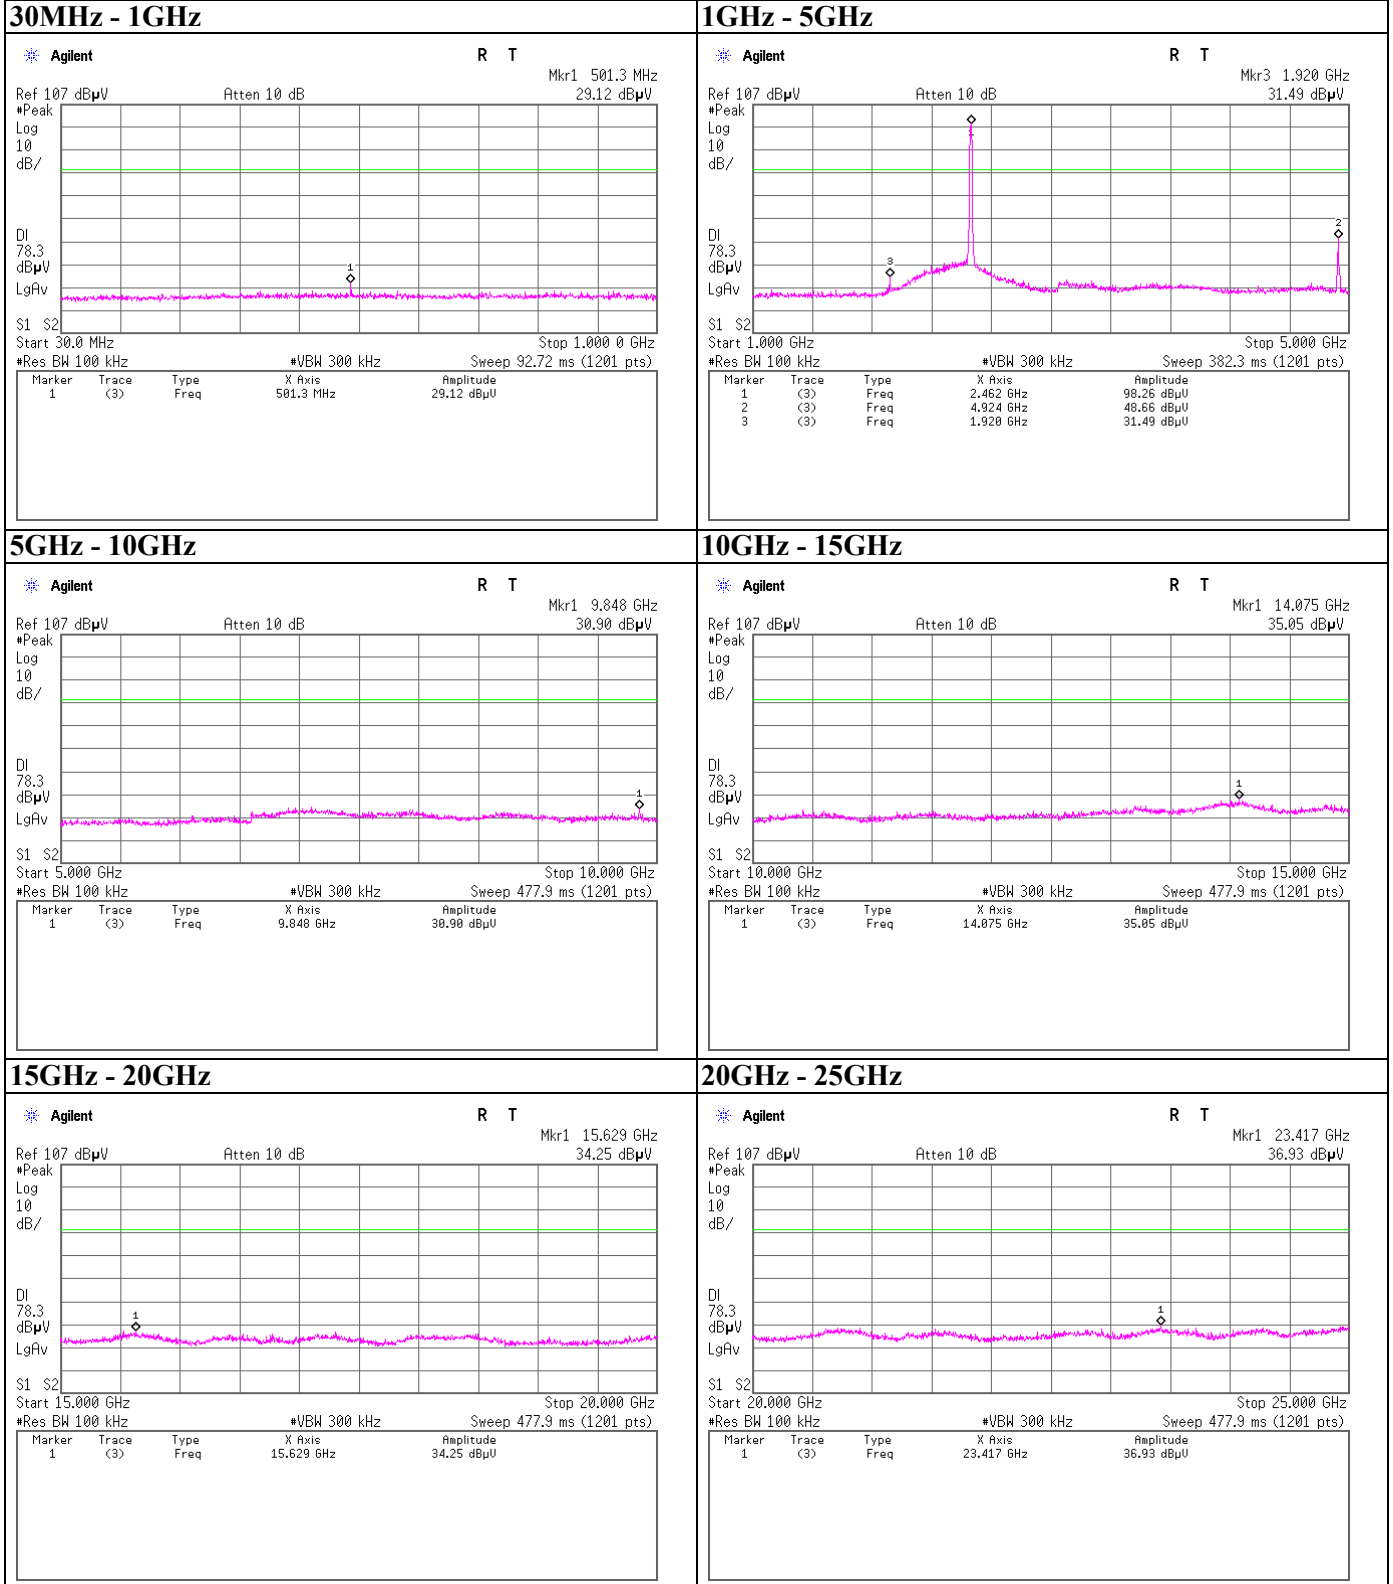 30MHz - 1GHz
Agilent
R T
Mkr1 501.3 MHz
Ref 107 dBµV Atten 10 dB 29.12 dBµV
#Peak
Log
10
dB/
1
DI
78.3
dBµV
LgAv
S1 S2
Start 30.0 MHz Stop 1.000 0 GHz
#Res BW 100 kHz #VBW 300 kHz Sweep 92.72 ms (1201 pts)
Marker Trace Type X Axis Amplitude
1 (3) Freq 501.3 MHz 29.12 dBµV
1GHz - 5GHz
Agilent
R T
Mkr3 1.920 GHz
Ref 107 dBµV Atten 10 dB 31.49 dBµV
#Peak
Log
10
dB/
1
2
3
DI
78.3
dBµV
LgAv
S1 S2
Start 1.000 GHz Stop 5.000 GHz
#Res BW 100 kHz #VBW 300 kHz Sweep 382.3 ms (1201 pts)
Marker Trace Type X Axis Amplitude
1 (3) Freq 2.462 GHz 98.26 dBµV
2 (3) Freq 4.924 GHz 48.66 dBµV
3 (3) Freq 1.920 GHz 31.49 dBµV
5GHz - 10GHz
Agilent
R T
Mkr1 9.848 GHz
Ref 107 dBµV Atten 10 dB 30.90 dBµV
#Peak
Log
10
dB/
1
DI
78.3
dBµV
LgAv
S1 S2
Start 5.000 GHz Stop 10.000 GHz
#Res BW 100 kHz #VBW 300 kHz Sweep 477.9 ms (1201 pts)
Marker Trace Type X Axis Amplitude
1 (3) Freq 9.848 GHz 30.90 dBµV
10GHz - 15GHz
Agilent
R T
Mkr1 14.075 GHz
Ref 107 dBµV Atten 10 dB 35.05 dBµV
#Peak
Log
10
dB/
1
DI
78.3
dBµV
LgAv
S1 S2
Start 10.000 GHz Stop 15.000 GHz
#Res BW 100 kHz #VBW 300 kHz Sweep 477.9 ms (1201 pts)
Marker Trace Type X Axis Amplitude
1 (3) Freq 14.075 GHz 35.05 dBµV
15GHz - 20GHz
Agilent
R T
Mkr1 15.629 GHz
Ref 107 dBµV Atten 10 dB 34.25 dBµV
#Peak
Log
10
dB/
1
DI
78.3
dBµV
LgAv
S1 S2
Start 15.000 GHz Stop 20.000 GHz
#Res BW 100 kHz #VBW 300 kHz Sweep 477.9 ms (1201 pts)
Marker Trace Type X Axis Amplitude
1 (3) Freq 15.629 GHz 34.25 dBµV
20GHz - 25GHz
Agilent
R T
Mkr1 23.417 GHz
Ref 107 dBµV Atten 10 dB 36.93 dBµV
#Peak
Log
10
dB/
1
DI
78.3
dBµV
LgAv
S1 S2
Start 20.000 GHz Stop 25.000 GHz
#Res BW 100 kHz #VBW 300 kHz Sweep 477.9 ms (1201 pts)
Marker Trace Type X Axis Amplitude
1 (3) Freq 23.417 GHz 36.93 dBµV